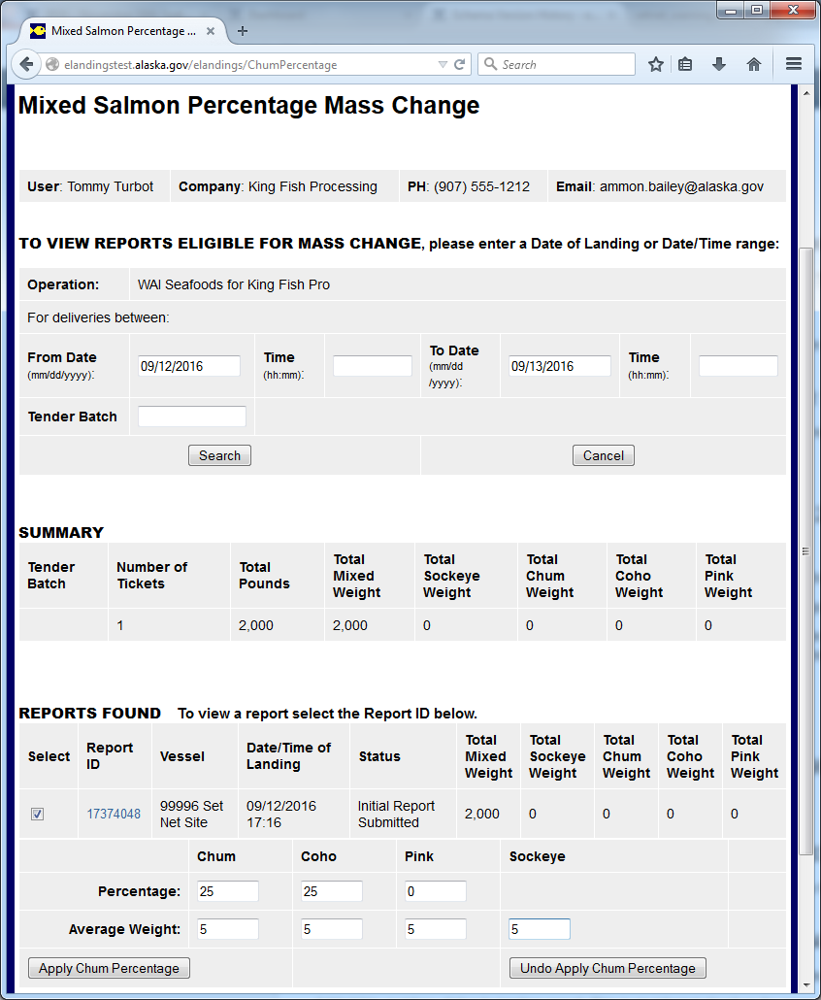 Mixed Salmon Percentage ...
elandingstest.alaska.gov/elandings/ChumPercentage
Search
Mixed Salmon Percentage Mass Change
User: Tommy Turbot Company: King Fish Processing PH: (907) 555-1212 Email: ammon.bailey@alaska.gov
TO VIEW REPORTS ELIGIBLE FOR MASS CHANGE, please enter a Date of Landing or Date/Time range:
Operation: WAI Seafoods for King Fish Pro
For deliveries between:
From Date
(mm/dd/yyyy):
09/12/2016
Time
(hh:mm):
To Date
(mm/dd
/yyyy):
09/13/2016
Time
(hh:mm):
Tender Batch
Search Cancel
SUMMARY
Tender
Batch
Number of
Tickets
Total
Pounds
Total
Mixed
Weight
Total
Sockeye
Weight
Total
Chum
Weight
Total
Coho
Weight
Total
Pink
Weight
1 2,000 2,000 0 0 0 0
REPORTS FOUND To view a report select the Report ID below.
Select
Report
ID
Vessel
Date/Time of
Landing
Status
Total
Mixed
Weight
Total
Sockeye
Weight
Total
Chum
Weight
Total
Coho
Weight
Total
Pink
Weight
17374048
99996 Set
Net Site
09/12/2016
17:16
Initial Report
Submitted
2,000 0 0 0 0
Chum Coho Pink Sockeye
Percentage: 25 25 0
Average Weight: 5 5 5 5
Apply Chum Percentage Undo Apply Chum Percentage